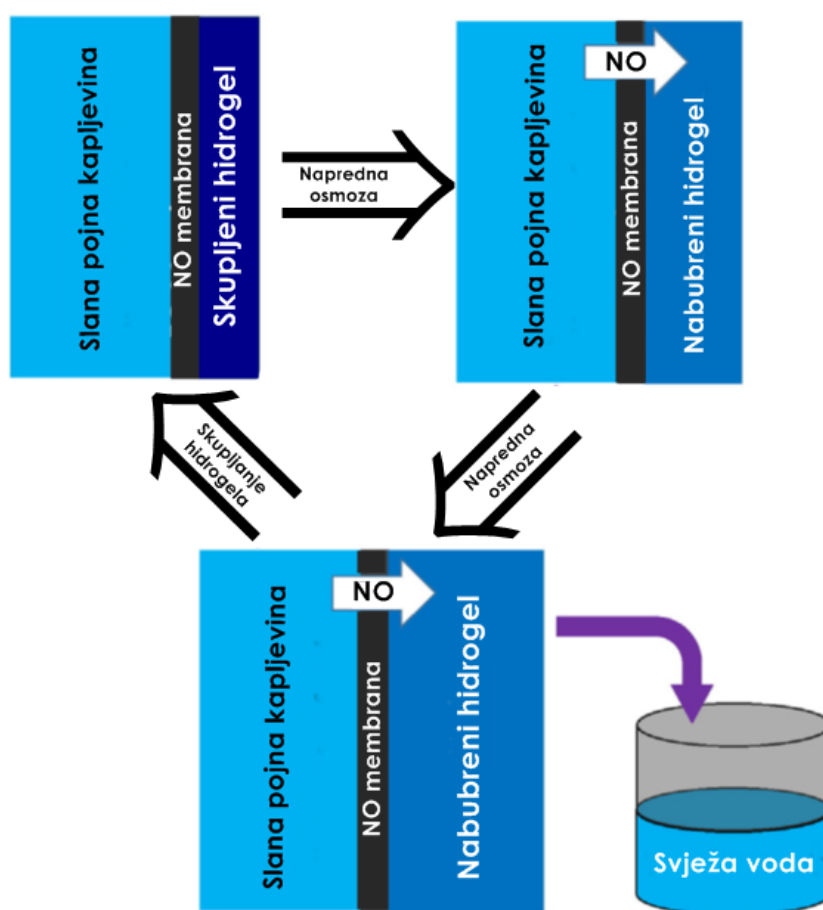 Slana pojna kapljevina
NO membrana
Skupljeni hidrogel
Napredna
osmoza
Slana pojna kapljevina
NO
NO membrana
Nabubreni hidrogel
Skupljanje
hidrogela
Napredna
osmoza
Slana pojna kapljevina
NO
NO membrana
Nabubreni hidrogel
Svježa voda